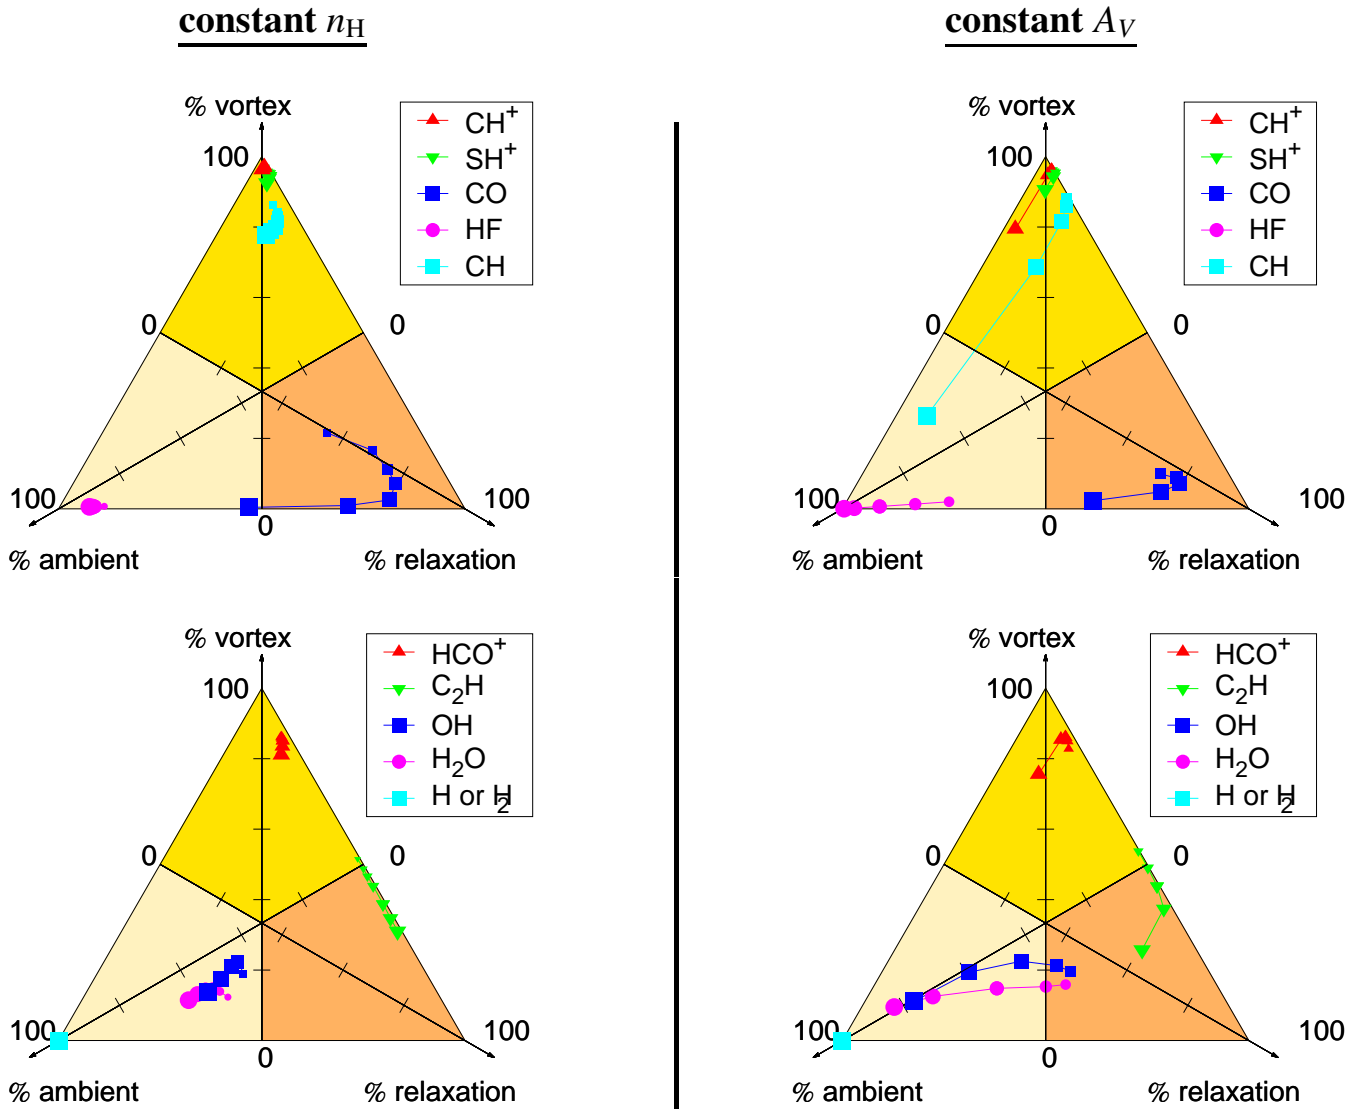 constant n_H
constant A_V
% vortex
100
0
0
100
100
0
% ambient
% relaxation
CH⁺
SH⁺
CO
HF
CH
% vortex
100
0
0
100
100
0
% ambient
% relaxation
CH⁺
SH⁺
CO
HF
CH
% vortex
100
0
0
100
100
0
% ambient
% relaxation
HCO⁺
C₂H
OH
H₂O
H or H₂
% vortex
100
0
0
100
100
0
% ambient
% relaxation
HCO⁺
C₂H
OH
H₂O
H or H₂